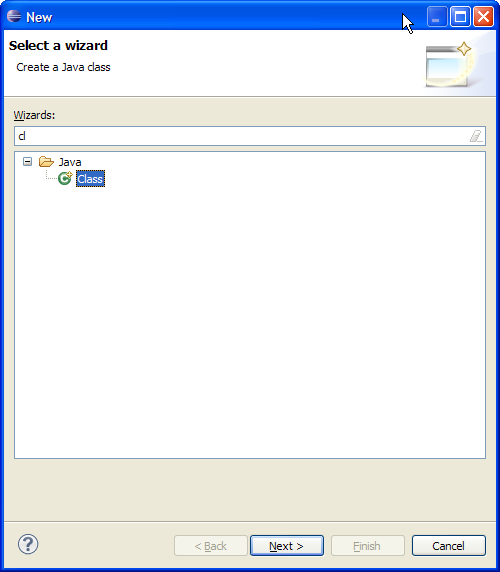 New
Select a wizard
Create a Java class
Wizards:
cl
Java
Class
< Back Next > Finish Cancel